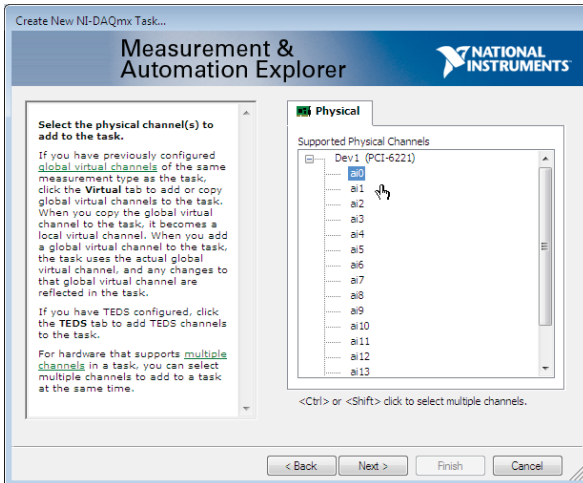 Create New NI-DAQmx Task...
Measurement &
Automation Explorer
NATIONAL
INSTRUMENTS
Select the physical channel(s) to
add to the task.
If you have previously configured
global virtual channels of the same
measurement type as the task,
click the Virtual tab to add or copy
global virtual channels to the task.
When you copy the global virtual
channel to the task, it becomes a
local virtual channel. When you add
a global virtual channel to the task,
the task uses the actual global
virtual channel, and any changes to
that global virtual channel are
reflected in the task.
If you have TEDS configured, click
the TEDS tab to add TEDS channels
to the task.
For hardware that supports multiple
channels in a task, you can select
multiple channels to add to a task
at the same time.
Physical
Supported Physical Channels
Dev1 (PCI-6221)
ai0
ai1
ai2
ai3
ai4
ai5
ai6
ai7
ai8
ai9
ai10
ai11
ai12
ai13
<Ctrl> or <Shift> click to select multiple channels.
< Back
Next >
Finish
Cancel